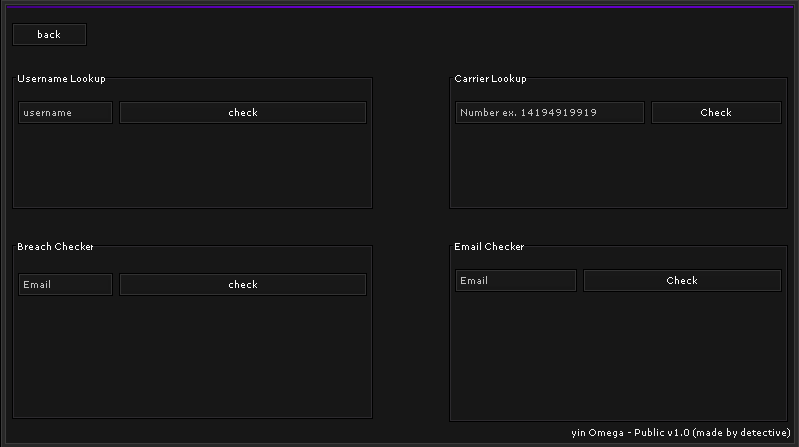 back
Username Lookup
username
check
Carrier Lookup
Number ex. 14194919919
Check
Breach Checker
Email
check
Email Checker
Email
Check
yin Omega - Public v1.0 (made by detective)